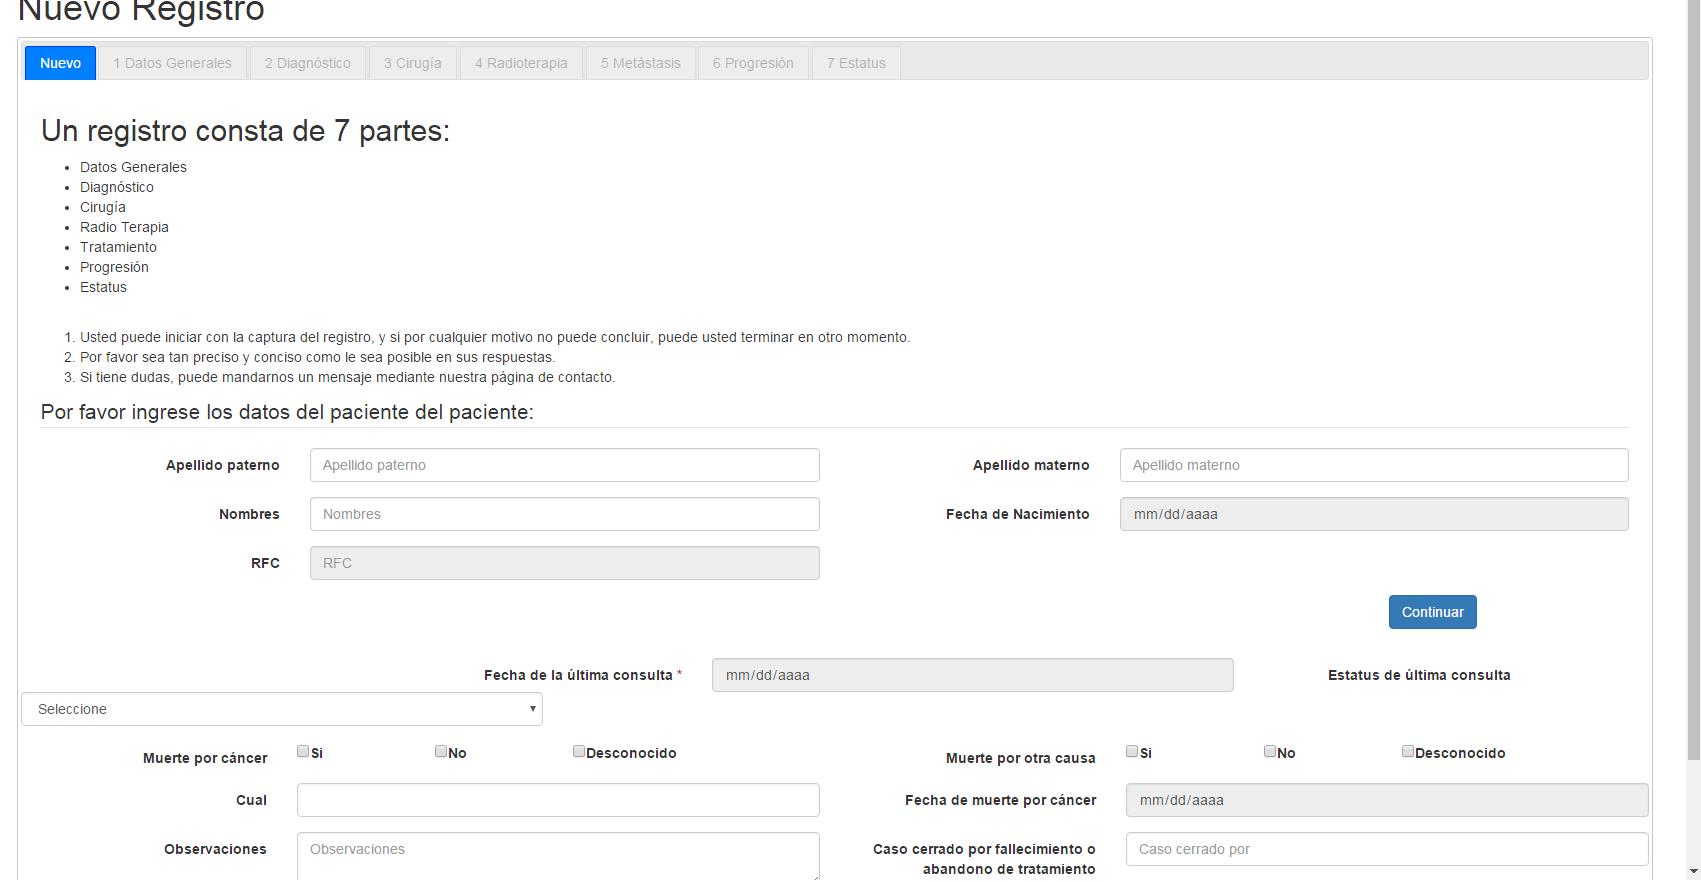 Nuevo Registro
Nuevo 1 Datos Generales 2 Diagnóstico 3 Cirugía 4 Radioterapia 5 Metástasis 6 Progresión 7 Estatus
Un registro consta de 7 partes:
• Datos Generales
• Diagnóstico
• Cirugía
• Radio Terapia
• Tratamiento
• Progresión
• Estatus
1. Usted puede iniciar con la captura del registro, y si por cualquier motivo no puede concluir, puede usted terminar en otro momento.
2. Por favor sea tan preciso y conciso como le sea posible en sus respuestas.
3. Si tiene dudas, puede mandarnos un mensaje mediante nuestra página de contacto.
Por favor ingrese los datos del paciente del paciente:
Apellido paterno Apellido paterno Apellido materno Apellido materno
Nombres Nombres Fecha de Nacimiento mm/dd/aaaa
RFC RFC
Continuar
Fecha de la última consulta * mm/dd/aaaa Estatus de última consulta
Seleccione
Muerte por cáncer Si No Desconocido Muerte por otra causa Si No Desconocido
Cual Fecha de muerte por cáncer mm/dd/aaaa
Observaciones Observaciones Caso cerrado por fallecimiento o Caso cerrado por
abandono de tratamiento